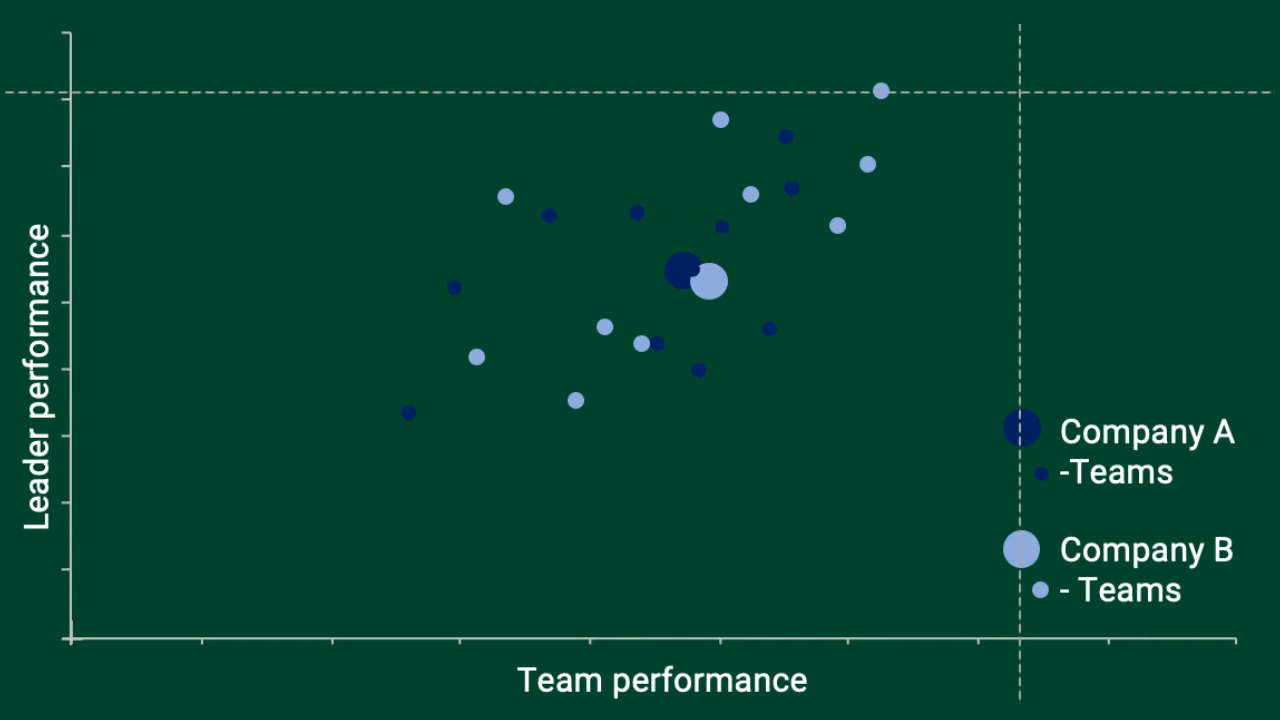 Leader performance
Company A
-Teams
Company B
- Teams
Team performance